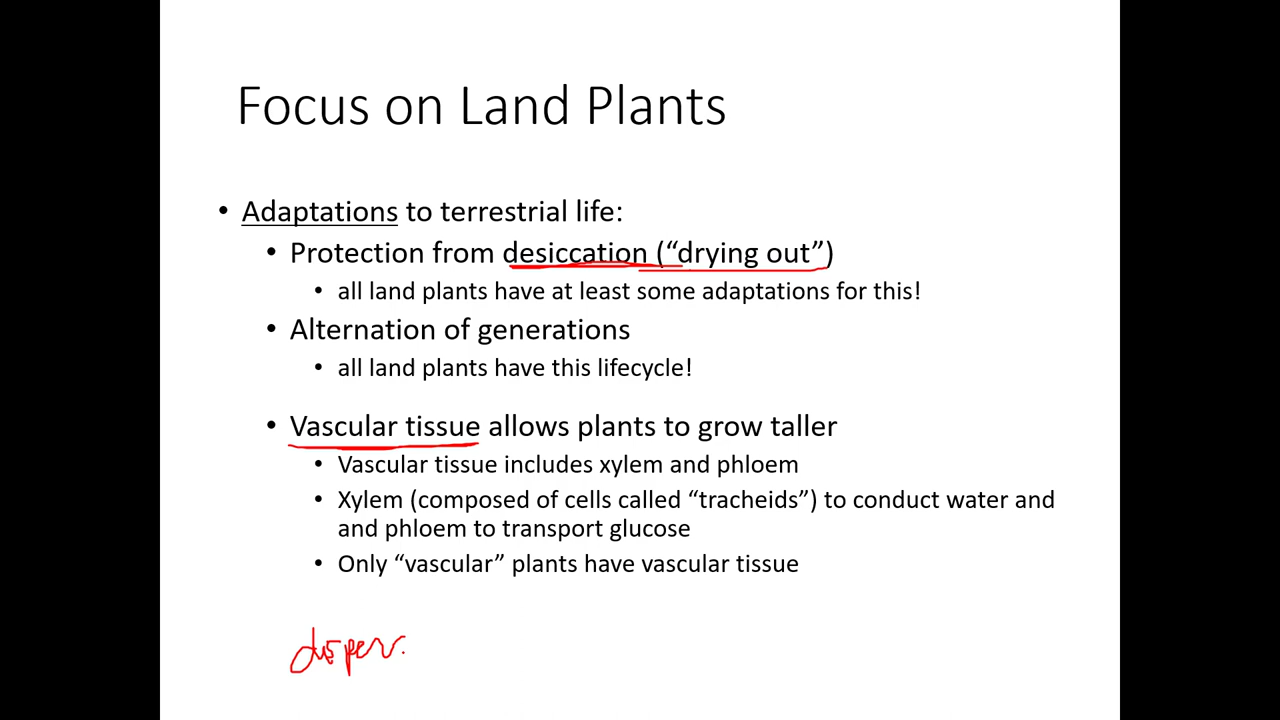 Focus on Land Plants
• Adaptations to terrestrial life:
• Protection from desiccation (“drying out”)
• all land plants have at least some adaptations for this!
• Alternation of generations
• all land plants have this lifecycle!
• Vascular tissue allows plants to grow taller
• Vascular tissue includes xylem and phloem
• Xylem (composed of cells called “tracheids”) to conduct water and
and phloem to transport glucose
• Only “vascular” plants have vascular tissue